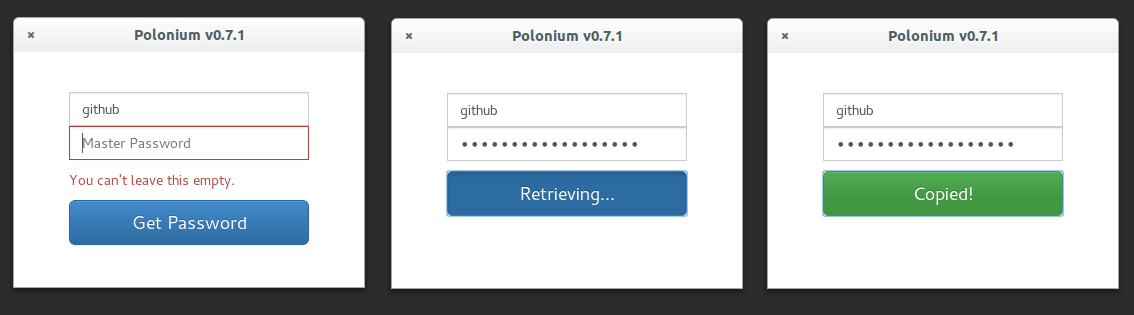 Polonium v0.7.1
github
Master Password
You can't leave this empty.
Get Password
Polonium v0.7.1
github
••••••••••••••••••
Retrieving...
Polonium v0.7.1
github
••••••••••••••••••
Copied!